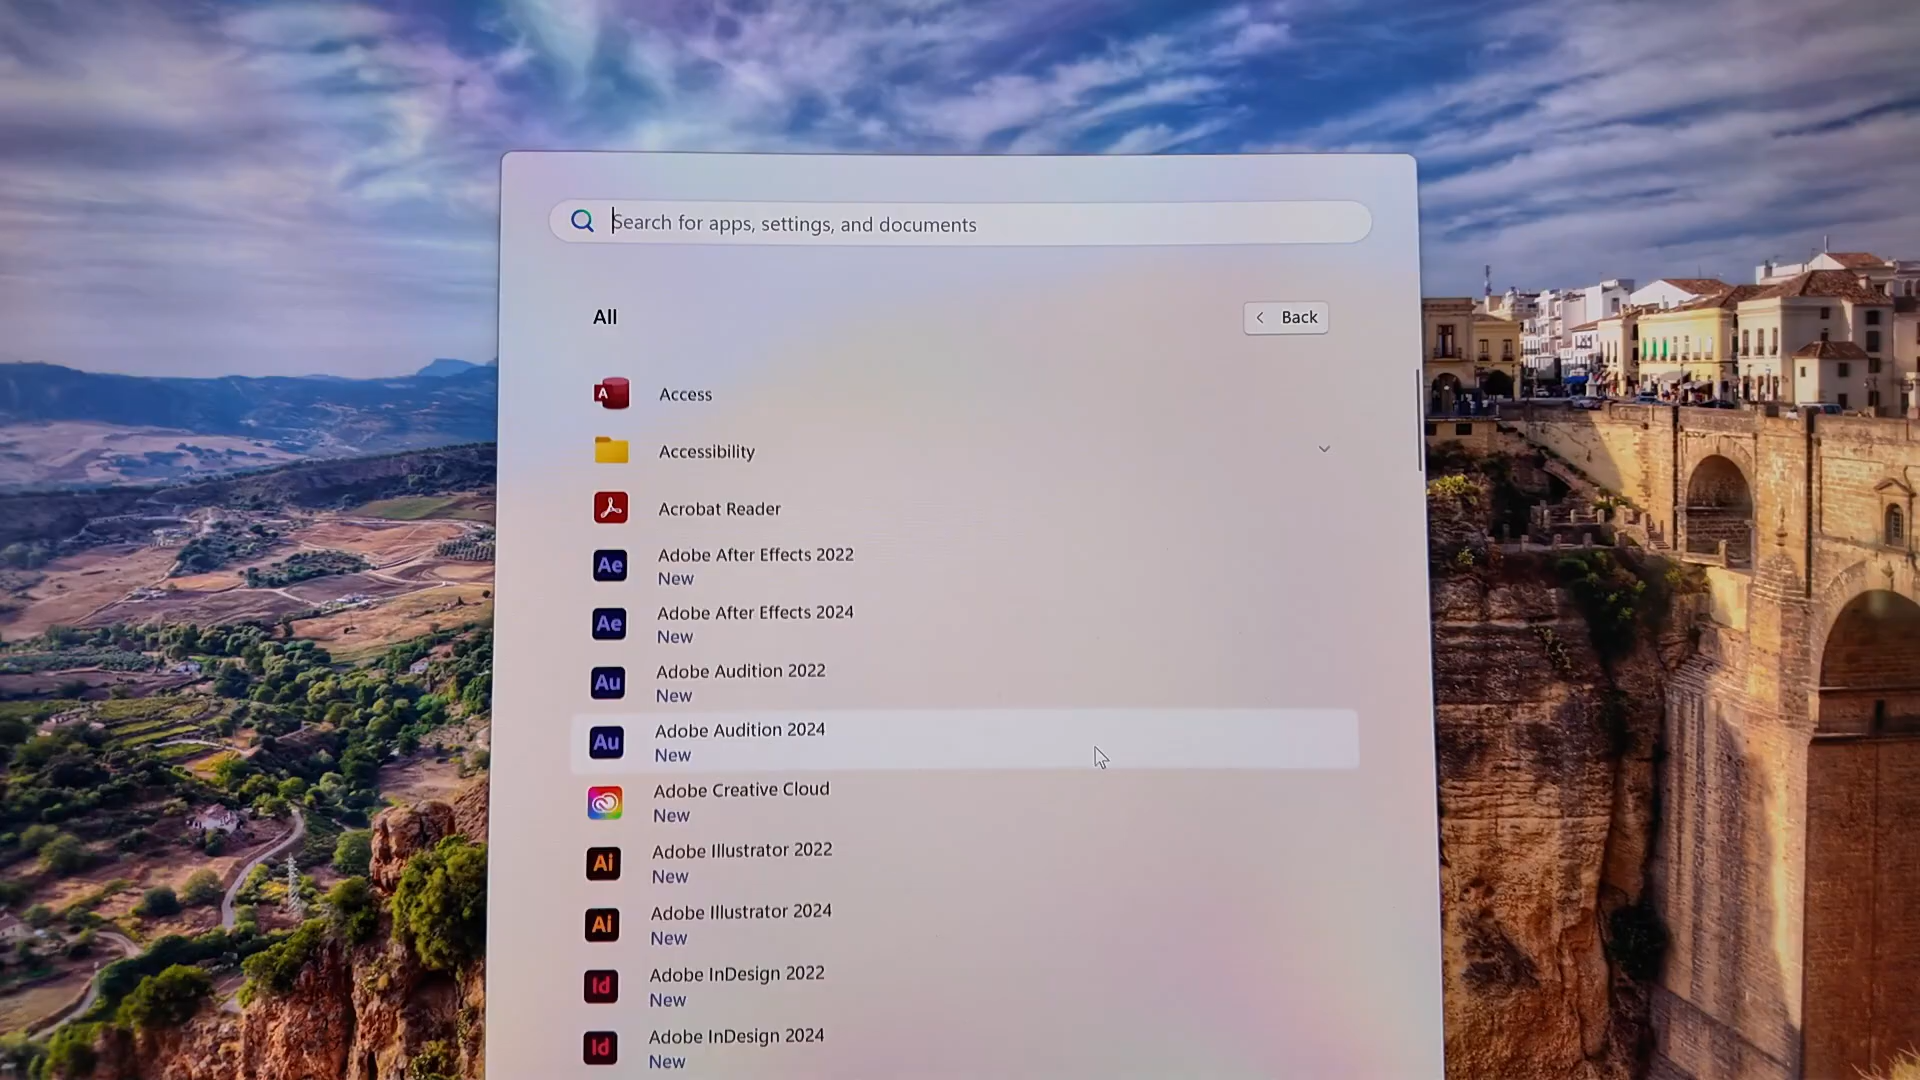 Search for apps, settings, and documents
All
Back
A
Access
Accessibility
Acrobat Reader
Ae
Adobe After Effects 2022
New
Ae
Adobe After Effects 2024
New
Au
Adobe Audition 2022
New
Au
Adobe Audition 2024
New
Adobe Creative Cloud
New
Ai
Adobe Illustrator 2022
New
Ai
Adobe Illustrator 2024
New
Id
Adobe InDesign 2022
New
Id
Adobe InDesign 2024
New